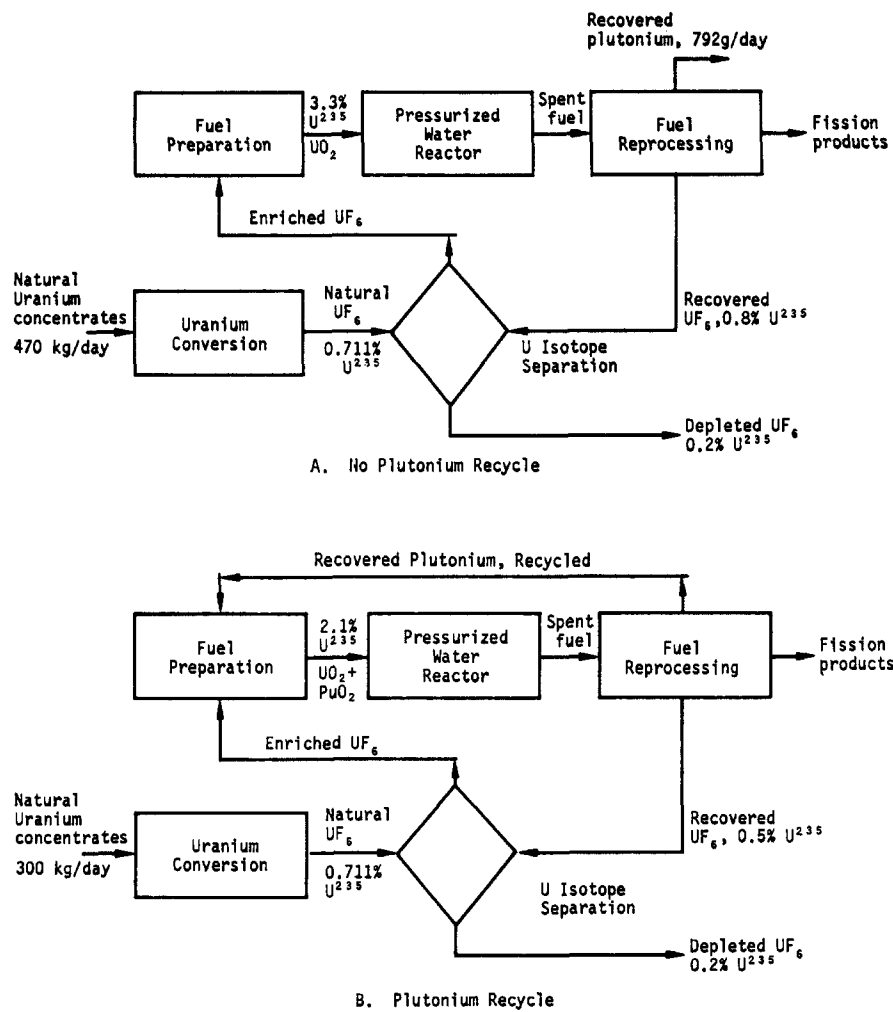 Recovered
plutonium, 792g/day
Fuel
Preparation
3.3%
U²³⁵
UO₂
Pressurized
Water
Reactor
Spent
fuel
Fuel
Reprocessing
Fission
products
Enriched UF₆
Natural
Uranium
concentrates
470 kg/day
Uranium
Conversion
Natural
UF₆
0.711%
U²³⁵
U Isotope
Separation
Recovered
UF₆,0.8% U²³⁵
Depleted UF₆
0.2% U²³⁵
A. No Plutonium Recycle
Recovered Plutonium, Recycled
Fuel
Preparation
2.1%
U²³⁵
UO₂+
PuO₂
Pressurized
Water
Reactor
Spent
fuel
Fuel
Reprocessing
Fission
products
Enriched UF₆
Natural
Uranium
concentrates
300 kg/day
Uranium
Conversion
Natural
UF₆
0.711%
U²³⁵
U Isotope
Separation
Recovered
UF₆, 0.5% U²³⁵
Depleted UF₆
0.2% U²³⁵
B. Plutonium Recycle